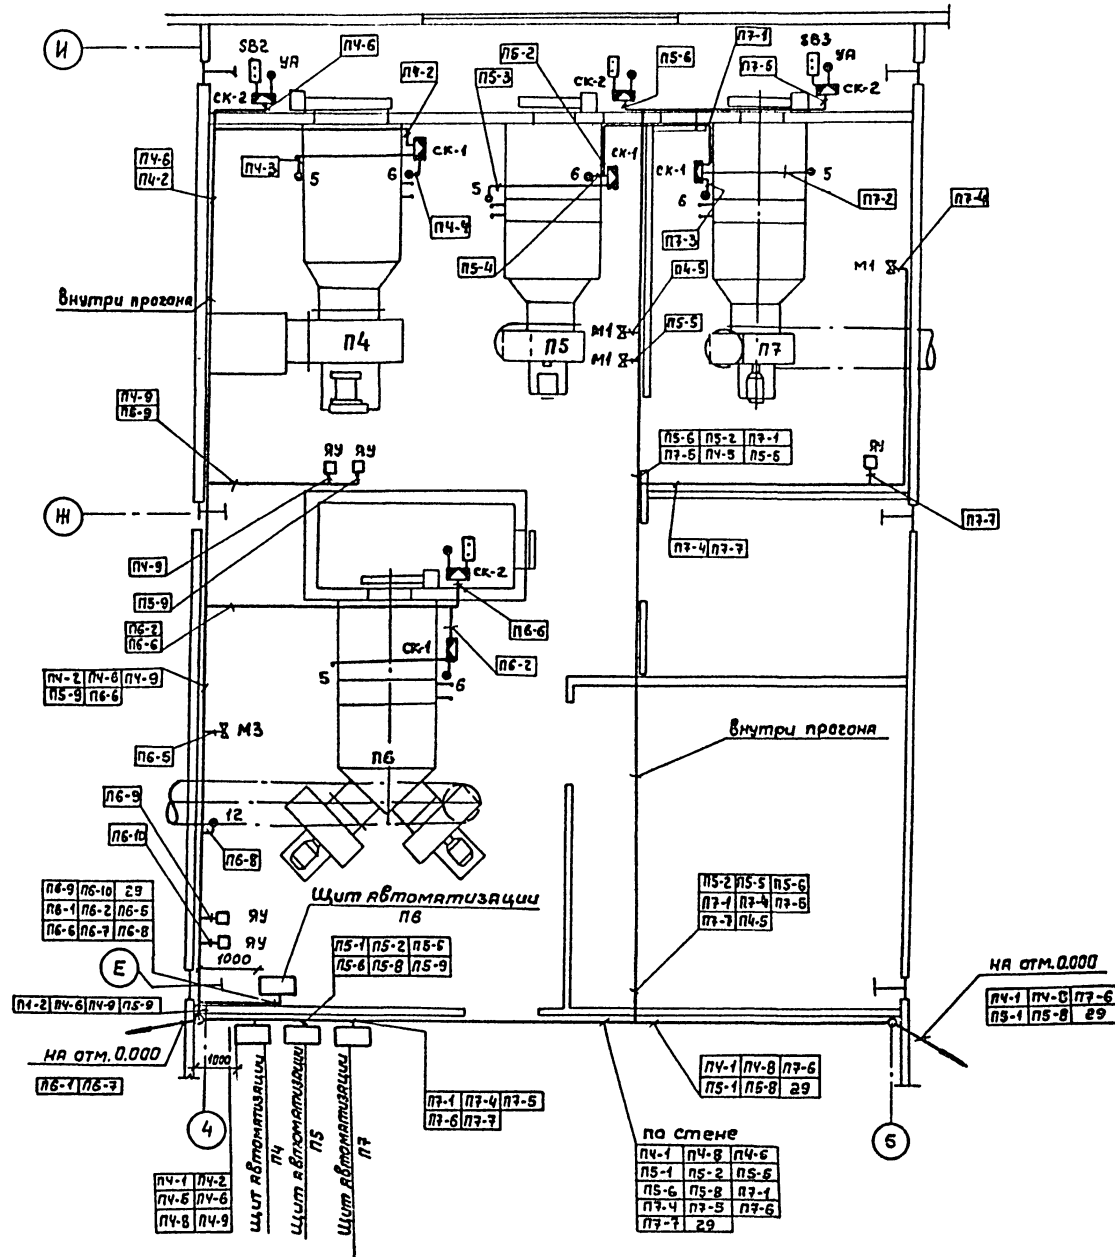 И
SB2
УА
П4-6
П5-2
П5-3
П5-6
П7-1
SB3
УА
П4-2
СК-2
СК-2
П7-5
СК-2
П4-6
П4-2
П4-3
5
СК-1
6
П4-4
5
6
СК-1
СК-1
6
5
П7-2
П7-4
П7-3
П5-4
П4-5
М1
внутри прогона
П4
П5
М1
М1
П5-5
П7
П4-9
П5-9
ЯУ
ЯУ
П5-6 П5-2 П7-1
П7-5 П4-5 П5-5
ЯУ
Ж
П7-7
П7-4 П7-7
П4-9
П5-9
СК-2
П6-2
П6-6
П6-6
СК-1
П6-2
5
6
П4-2 П4-6 П4-9
П5-9 П6-6
М3
П6-5
внутри прогона
П6
П6-9
12
П6-10
П6-8
П6-9 П6-10 29
П6-1 П6-2 П6-5
П6-6 П6-7 П6-8
Щит автоматизации
П6
П5-2 П5-5 П5-6
П7-1 П7-4 П7-5
П7-7 П4-5
ЯУ
ЯУ
1000
П5-1 П5-2 П5-5
П5-6 П5-8 П5-9
Е
на отм. 0.000
П4-6 П4-9 П5-9
П7-6
П5-1 П5-8 29
на отм. 0.000
1000
П6-1 П6-7
П4-1 П4-8 П7-6
П5-1 П5-8 29
П7-1 П7-4 П7-5
П7-6 П7-7
4
Щит автоматизации
П4
Щит автоматизации
П5
Щит автоматизации
П7
по стене
П4-1 П4-8 П4-6
П5-1 П5-2 П5-5
П5-6 П5-8 П7-1
П7-4 П7-5 П7-6
П7-7 29
П4-1 П4-2
П4-5 П4-6
П4-8 П4-9